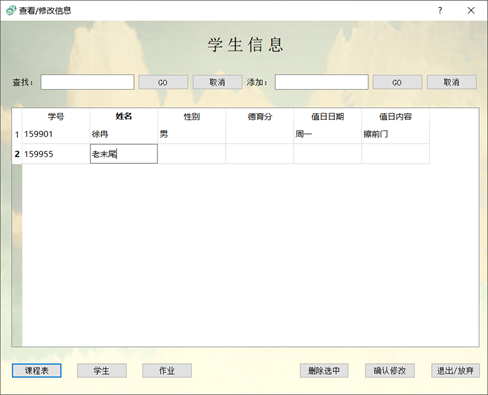 查看/修改信息
学生信息
查找： GO 取消 添加： GO 取消
学号 姓名 性别 德育分 值日日期 值日内容
1 159901 徐冉 男 周一 擦前门
2 159955 老末尾
课程表 学生 作业 删除选中 确认修改 退出/放弃